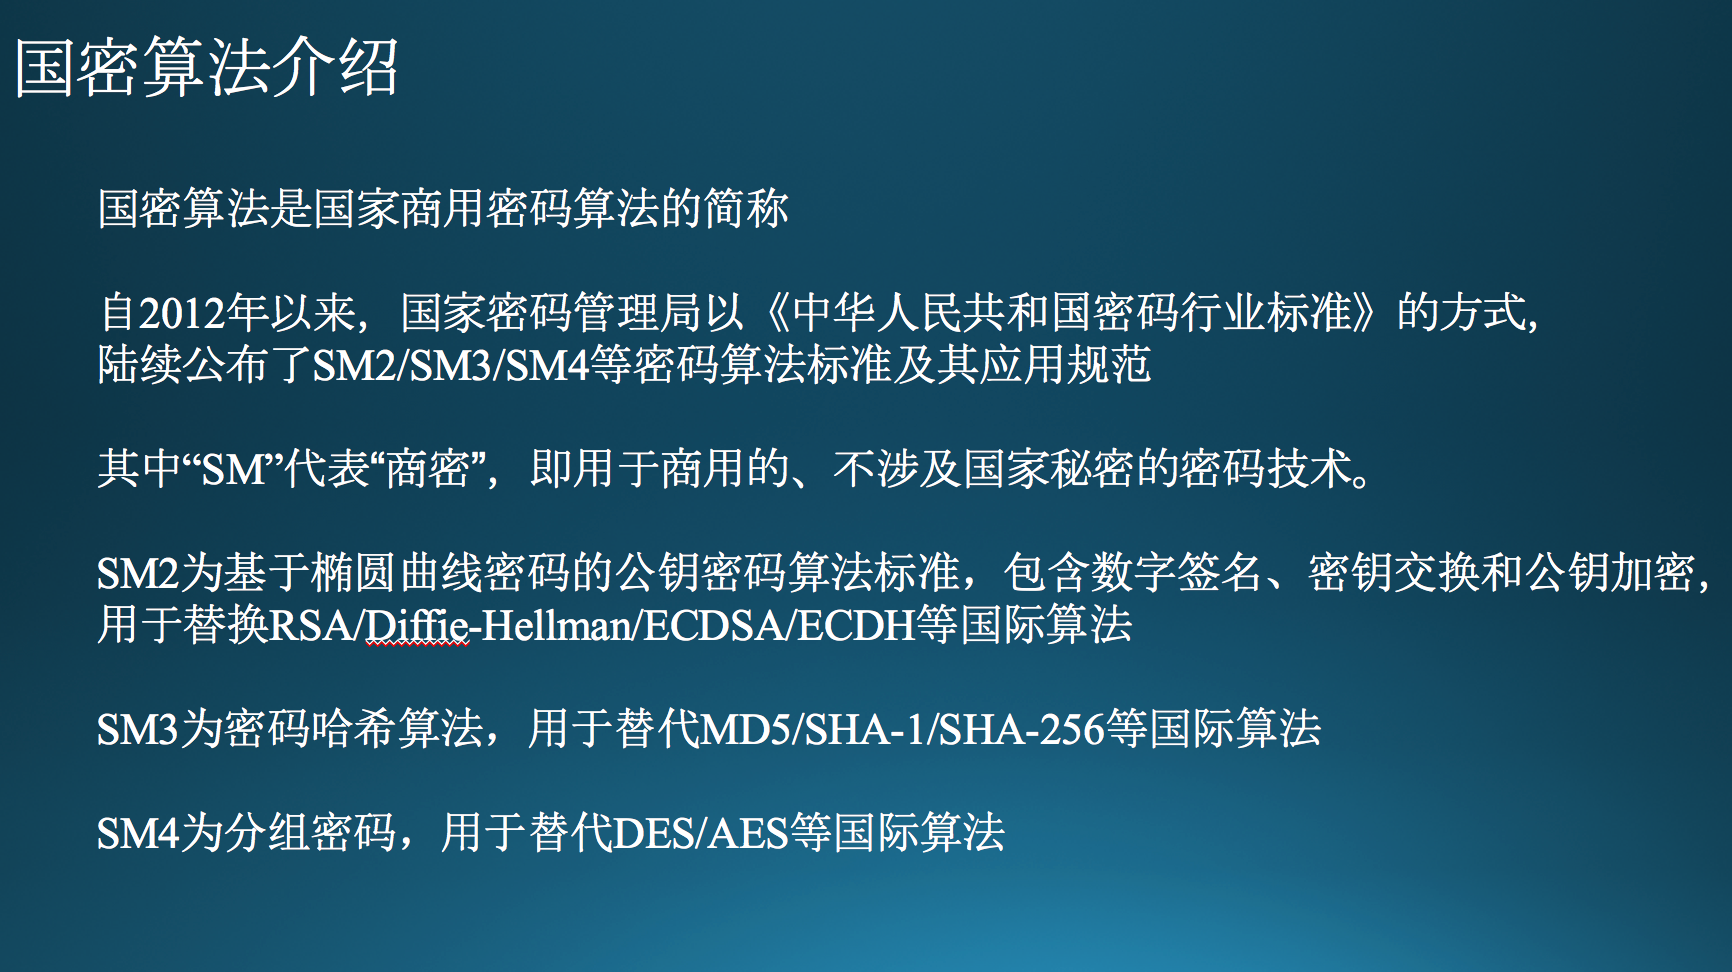 国密算法介绍
国密算法是国家商用密码算法的简称
自2012年以来，国家密码管理局以《中华人民共和国密码行业标准》的方式，
陆续公布了SM2/SM3/SM4等密码算法标准及其应用规范
其中“SM”代表“商密”，即用于商用的、不涉及国家秘密的密码技术。
SM2为基于椭圆曲线密码的公钥密码算法标准，包含数字签名、密钥交换和公钥加密，
用于替换RSA/Diffie-Hellman/ECDSA/ECDH等国际算法
SM3为密码哈希算法，用于替代MD5/SHA-1/SHA-256等国际算法
SM4为分组密码，用于替代DES/AES等国际算法